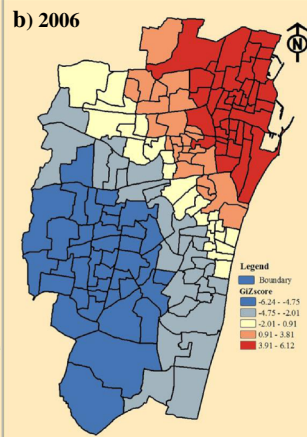 b) 2006
N
Legend
Boundary
GiZscore
-6.24 - -4.75
-4.75 - -2.01
-2.01 - 0.91
0.91 - 3.81
3.91 - 6.12